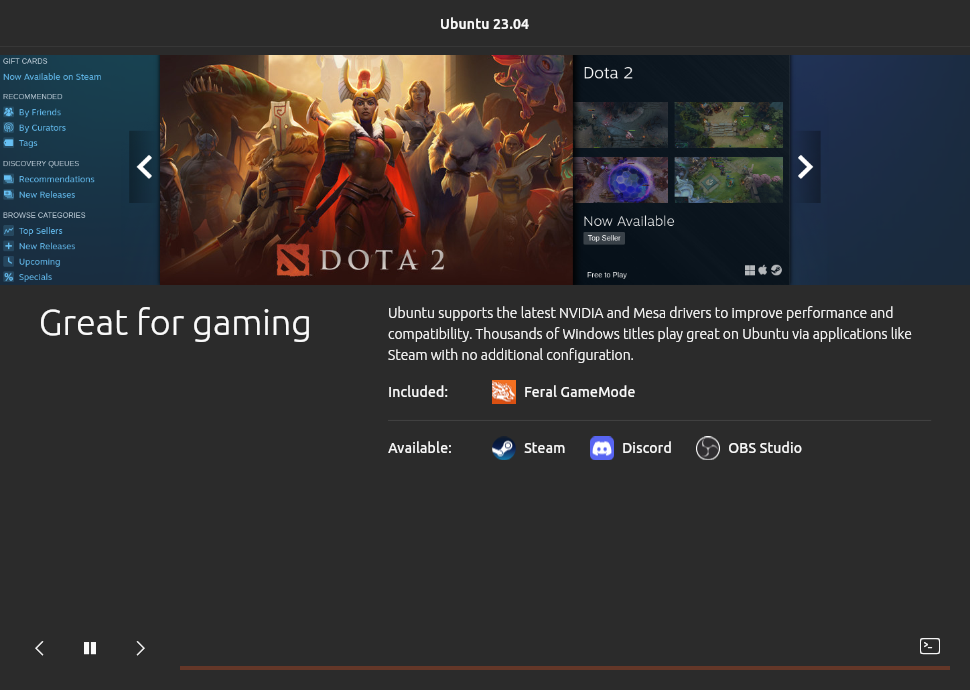 Ubuntu 23.04
GIFT CARDS
Now Available on Steam
RECOMMENDED
By Friends
By Curators
Tags
DISCOVERY QUEUES
Recommendations
New Releases
BROWSE CATEGORIES
Top Sellers
New Releases
Upcoming
Specials
DOTA 2
Dota 2
Now Available
Top Seller
Free to Play
Great for gaming
Ubuntu supports the latest NVIDIA and Mesa drivers to improve performance and
compatibility. Thousands of Windows titles play great on Ubuntu via applications like
Steam with no additional configuration.
Included: Feral GameMode
Available: Steam Discord OBS Studio